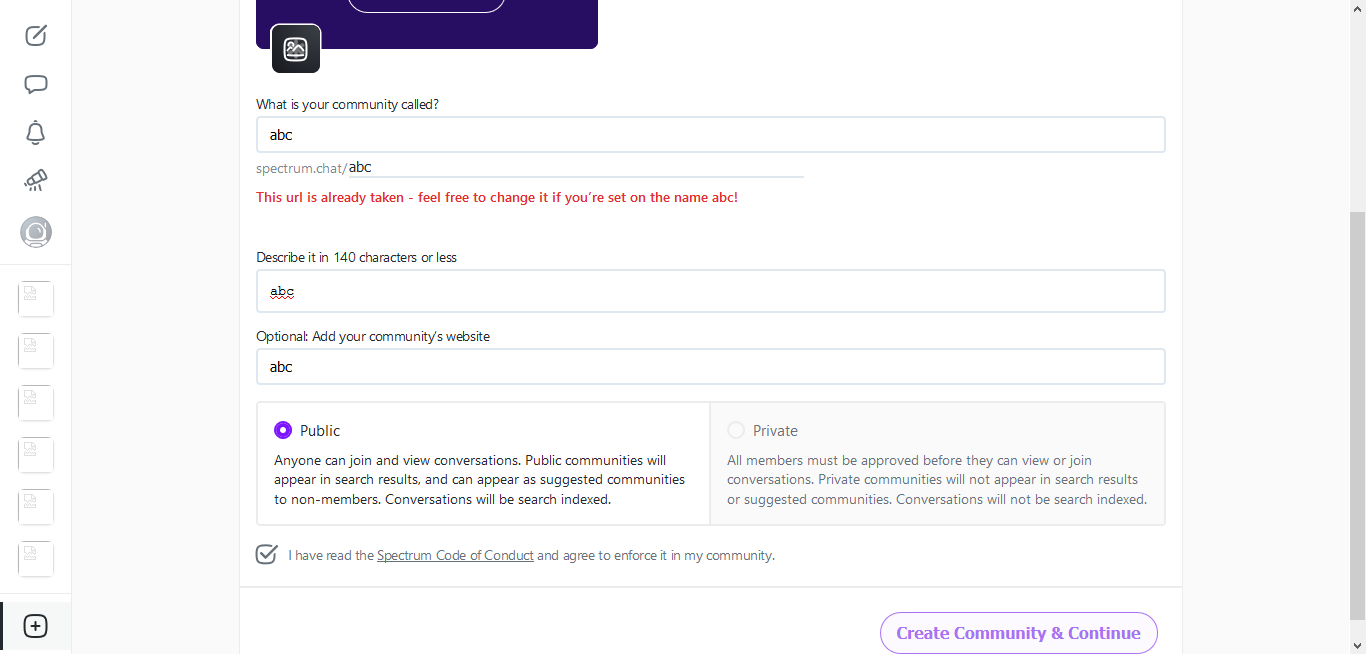 What is your community called?
abc
spectrum.chat/abc
This url is already taken - feel free to change it if you’re set on the name abc!
Describe it in 140 characters or less
abc
Optional: Add your community's website
abc
Public
Anyone can join and view conversations. Public communities will
appear in search results, and can appear as suggested communities
to non-members. Conversations will be search indexed.
Private
All members must be approved before they can view or join
conversations. Private communities will not appear in search results
or suggested communities. Conversations will not be search indexed.
I have read the Spectrum Code of Conduct and agree to enforce it in my community.
Create Community & Continue